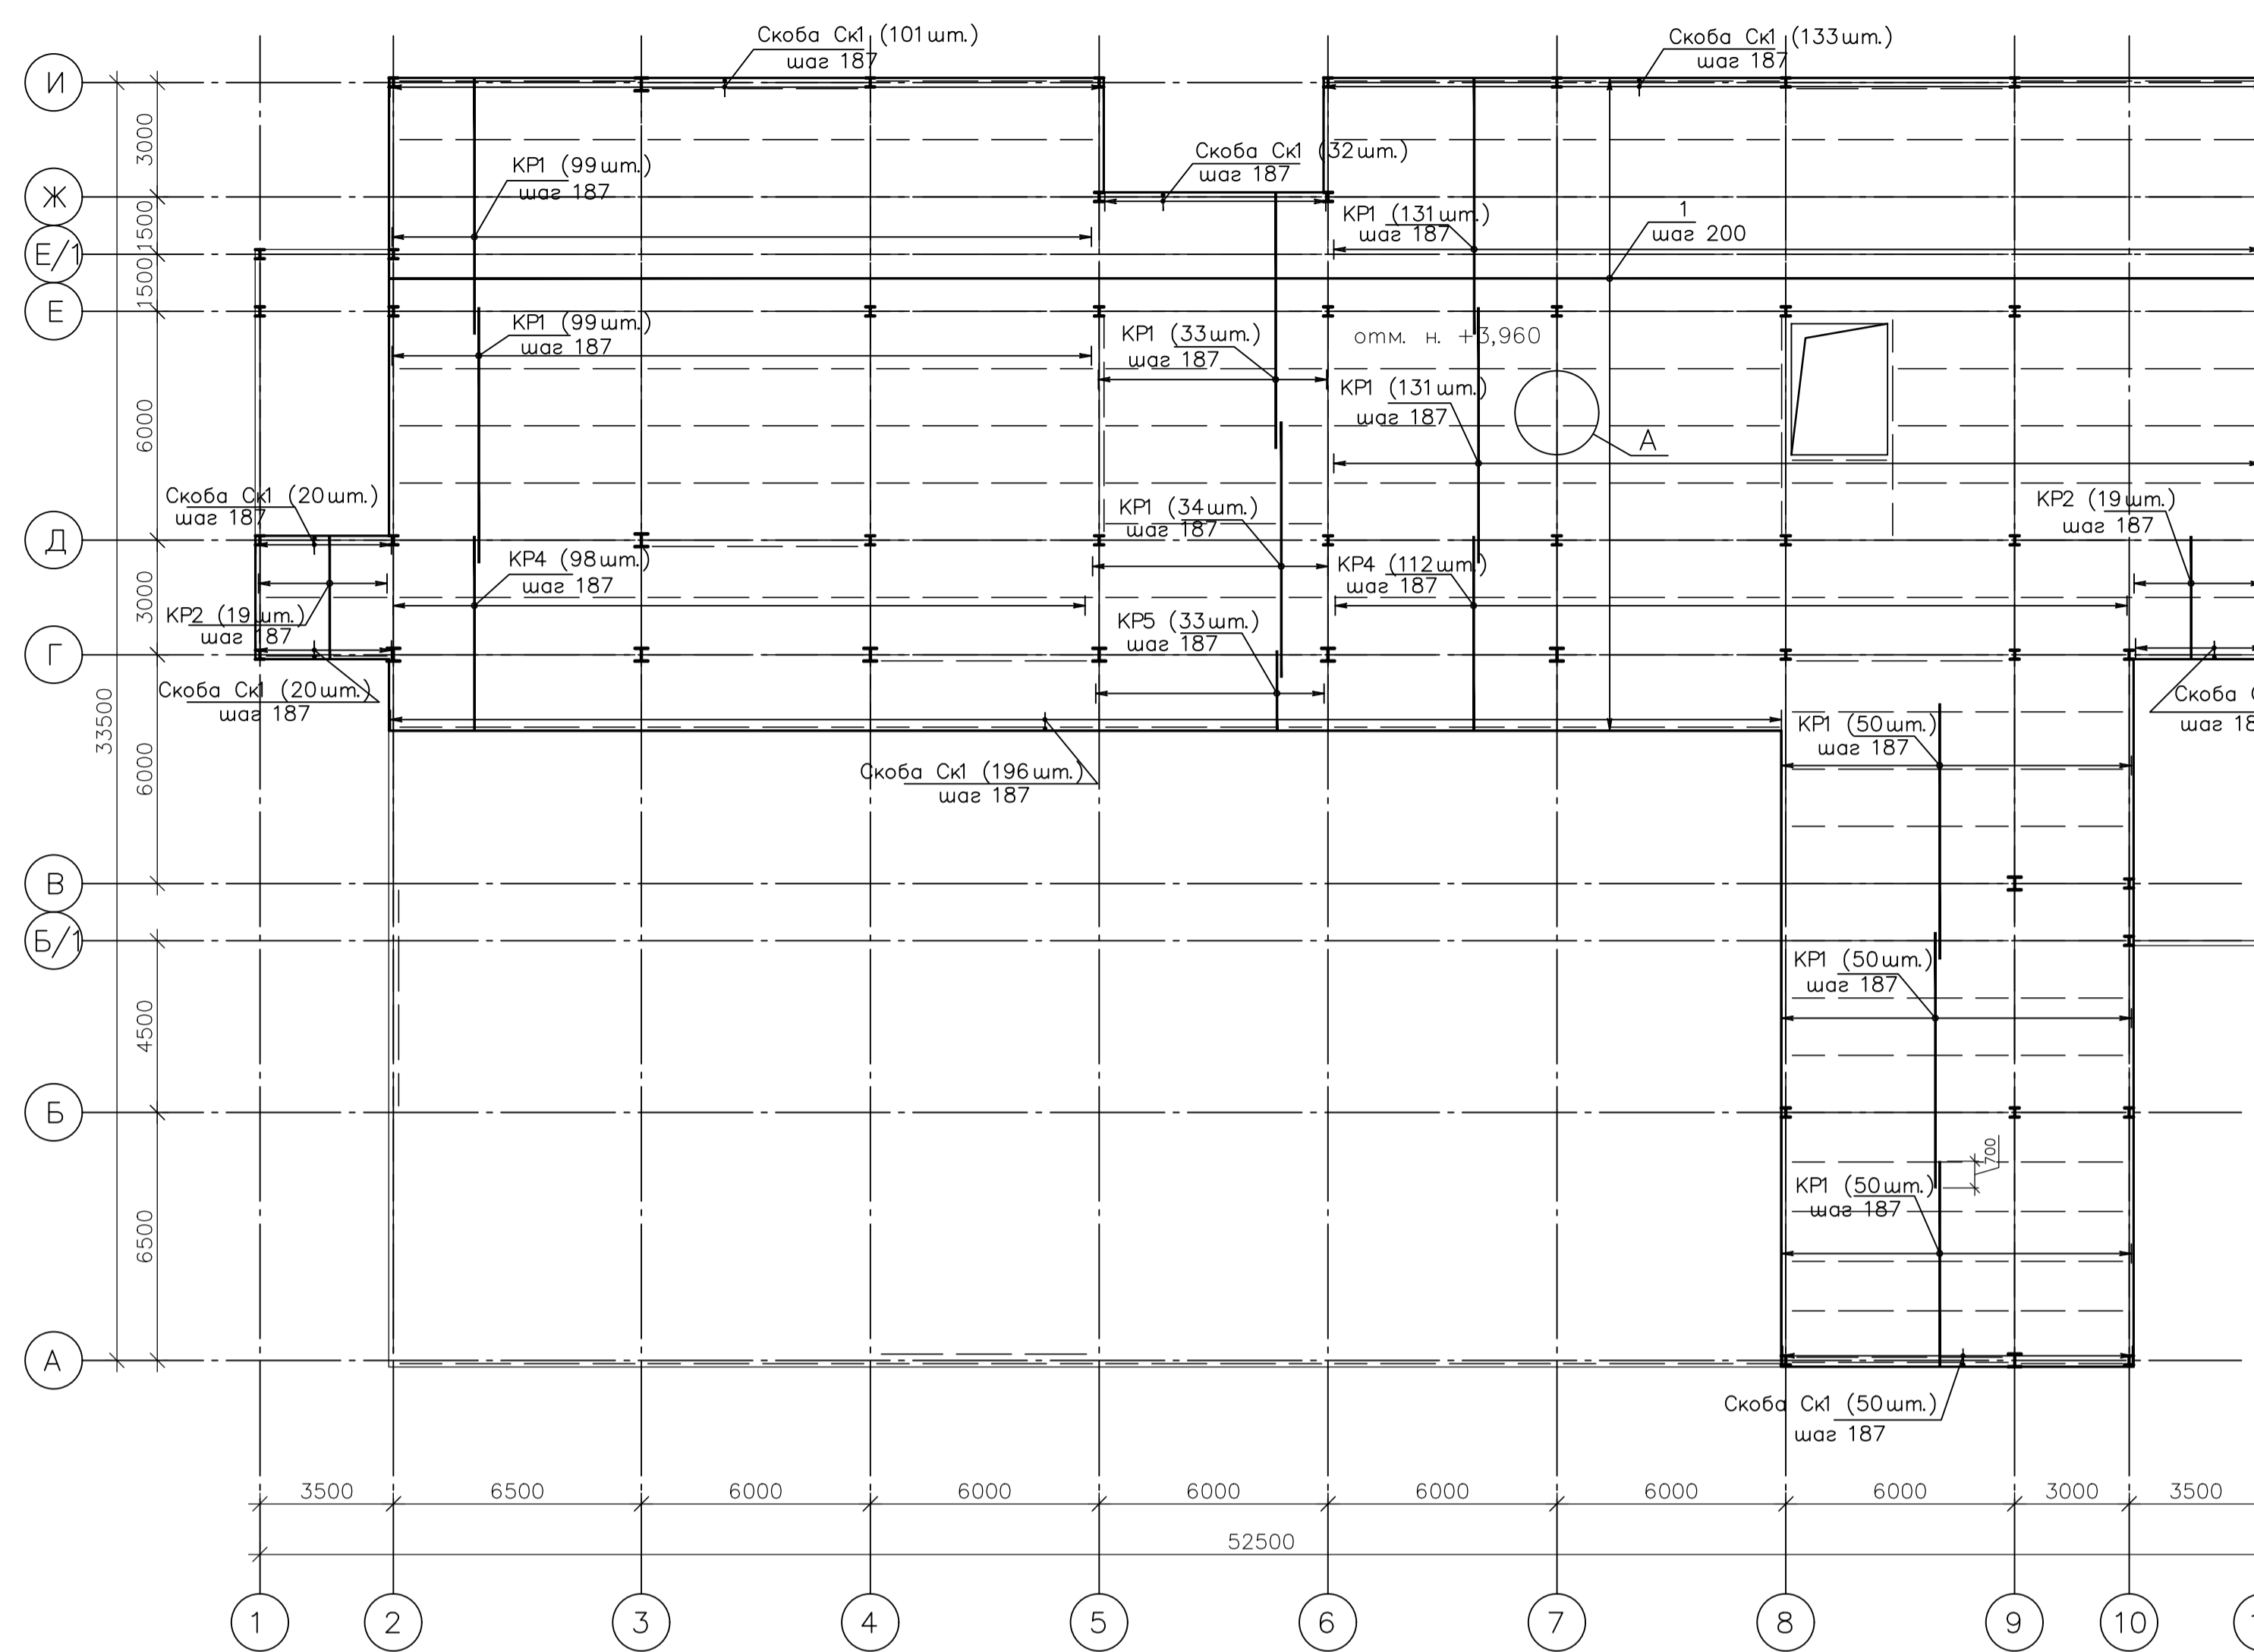 Скоба Ск1 (101шт.)
шаг 187
Скоба Ск1 (133шт.)
шаг 187
И
3000
КР1 (99шт.)
шаг 187
Скоба Ск1 (32шт.)
шаг 187
Ж
1500
КР1 (131шт.)
шаг 187
1
шаг 200
Е/1
1500
Е
КР1 (99шт.)
шаг 187
КР1 (33шт.)
шаг 187
отм. н. +3,960
КР1 (131шт.)
шаг 187
А
6000
Скоба Ск1 (20шт.)
шаг 187
КР1 (34шт.)
шаг 187
КР2 (19шт.)
шаг 187
Д
КР4 (98шт.)
шаг 187
КР4 (112шт.)
шаг 187
3000
КР2 (19шт.)
шаг 187
КР5 (33шт.)
шаг 187
Г
Скоба Ск1 (20шт.)
шаг 187
Скоба
шаг 18
33500
6000
КР1 (50шт.)
шаг 187
Скоба Ск1 (196шт.)
шаг 187
В
Б/1
КР1 (50шт.)
шаг 187
4500
Б
700
КР1 (50шт.)
шаг 187
6500
А
Скоба Ск1 (50шт.)
шаг 187
3500 6500 6000 6000 6000 6000 6000 6000 3000 3500
52500
1 2 3 4 5 6 7 8 9 10